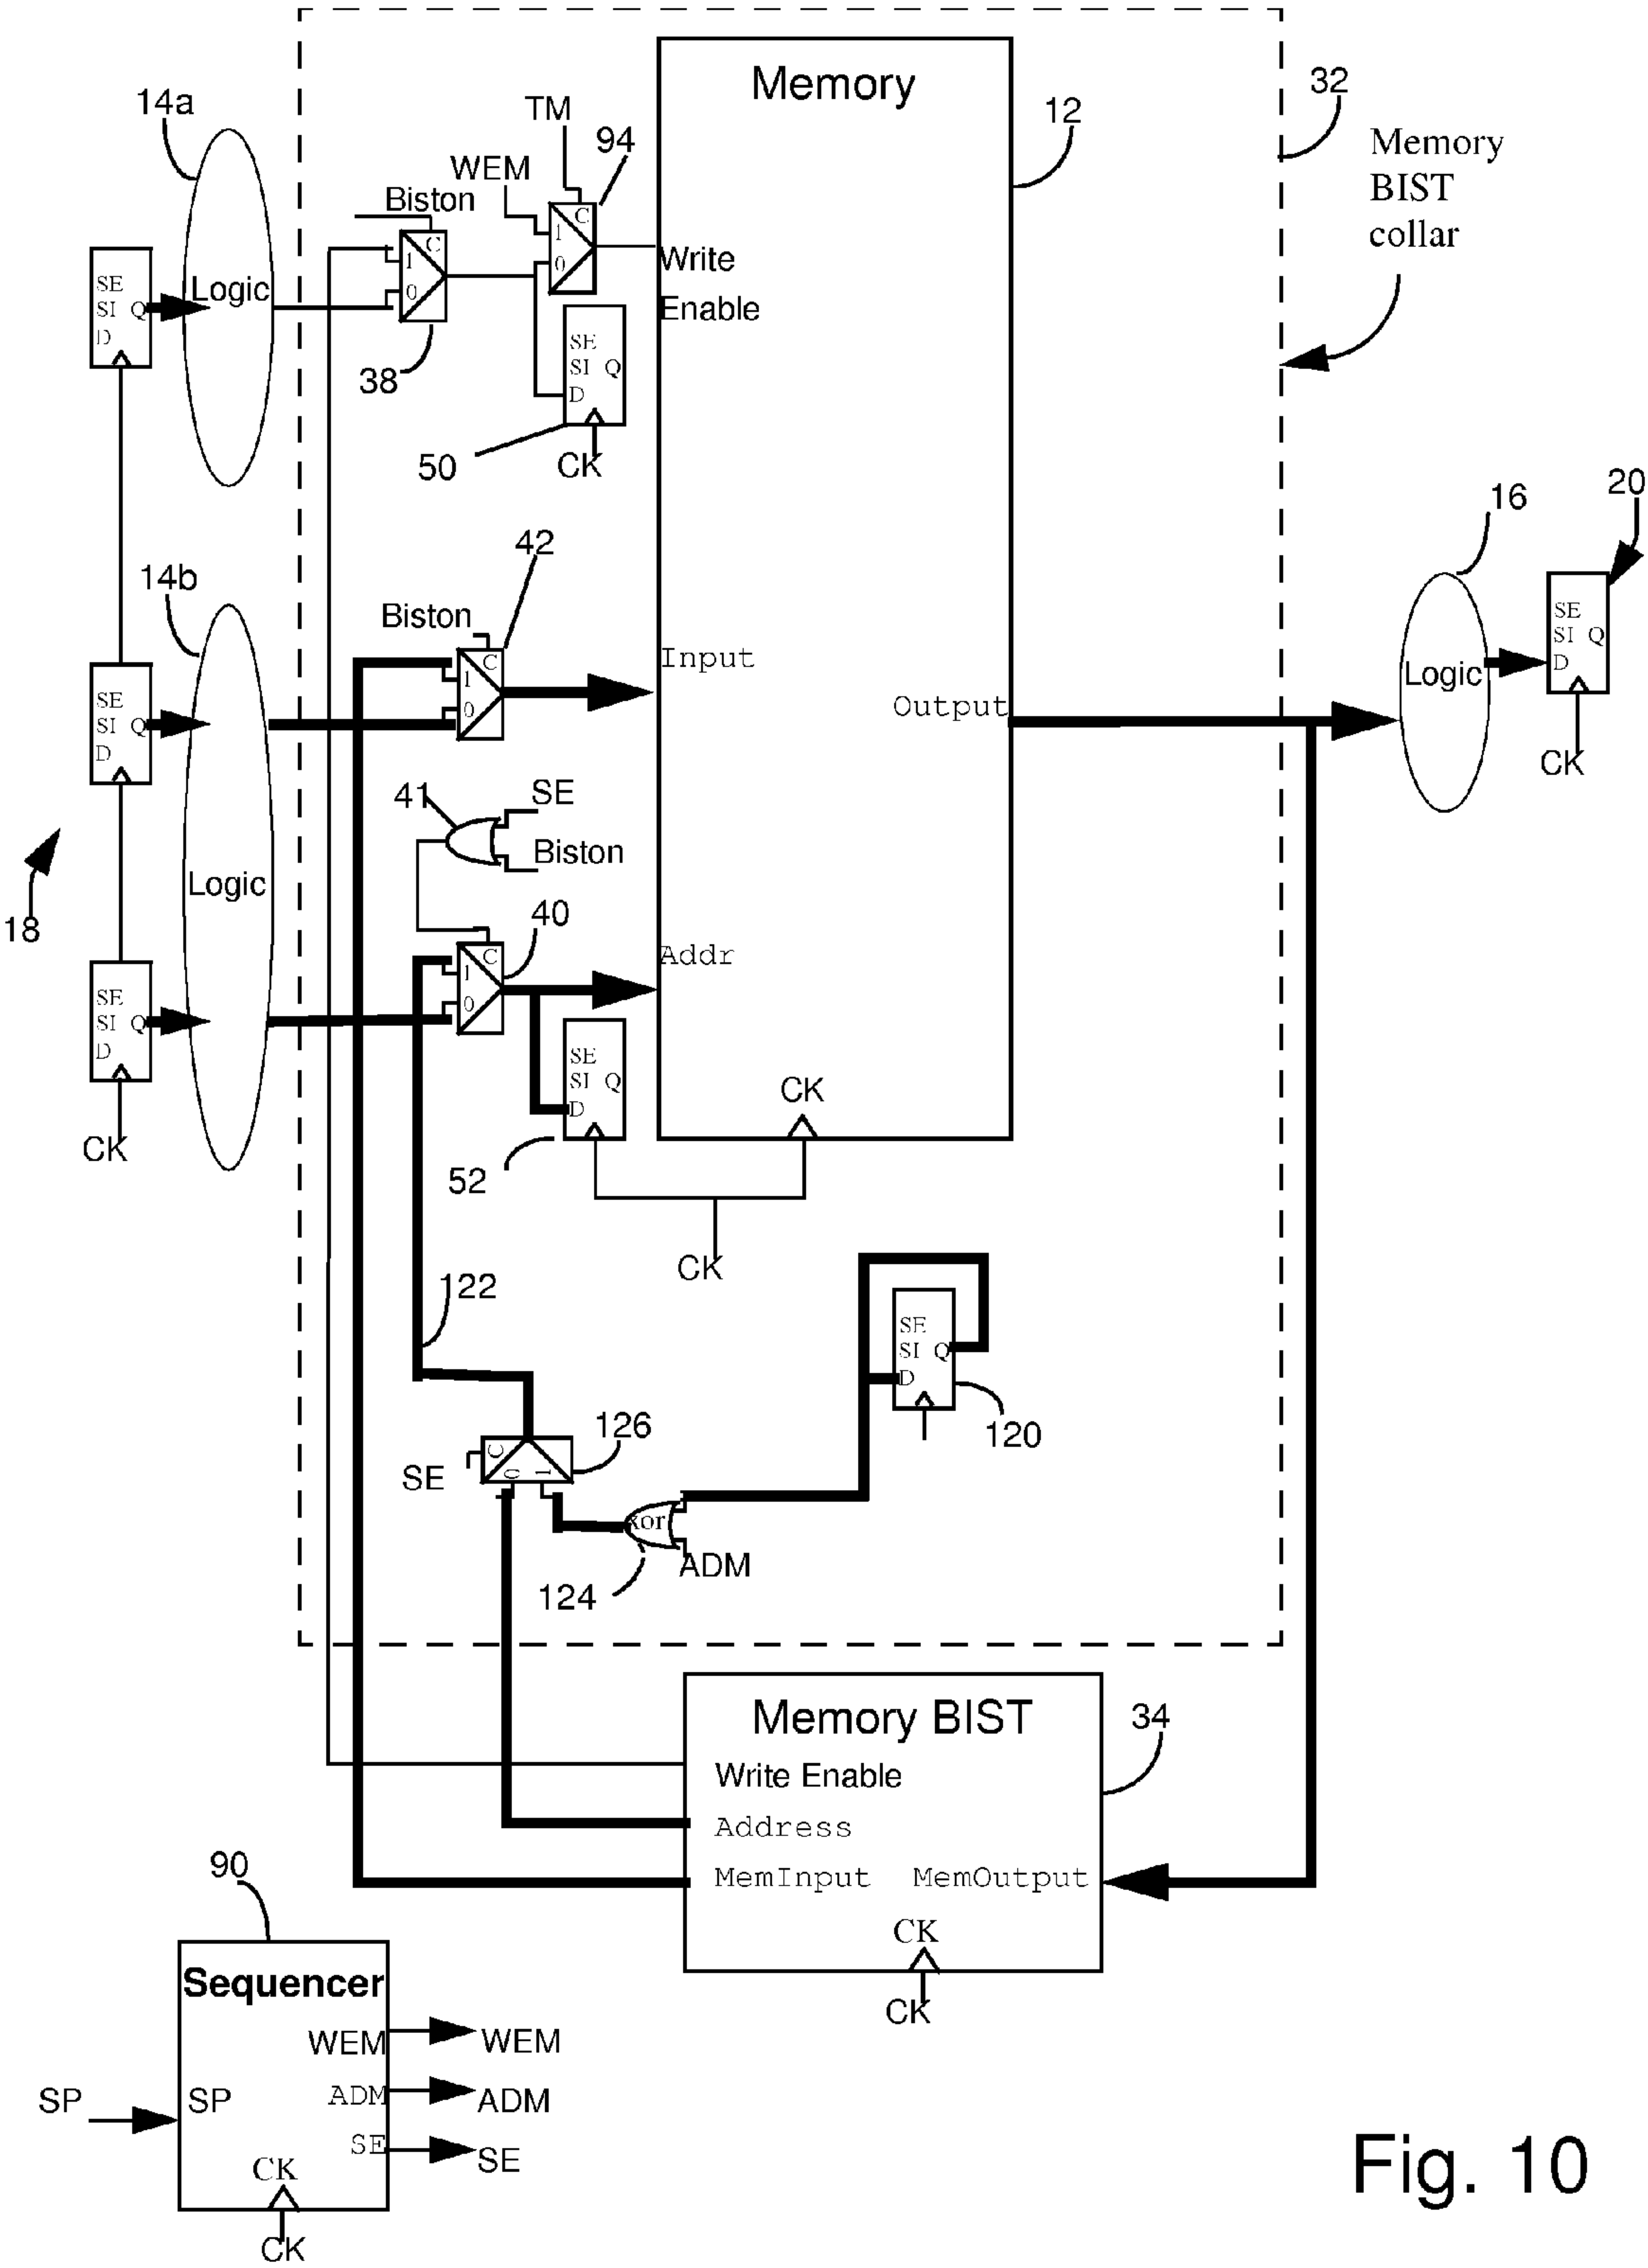 Memory
32
14a
TM
12
94
Memory
BIST
collar
WEM
Biston
C
1
0
C
1
0
Write
Enable
SE
SI Q
D
Logic
38
SE
SI Q
D
50
CK
20
16
42
14b
Biston
C
1
0
Input
SE
SI Q
D
Logic
Output
SE
SI Q
D
CK
41
SE
Biston
18
Logic
40
C
1
0
Addr
SE
SI Q
D
CK
SE
SI Q
D
CK
52
CK
122
SE
SI Q
D
120
126
C
0
1
SE
xor
ADM
124
Memory BIST
34
Write Enable
Address
MemInput MemOutput
CK
CK
90
Sequencer
WEM WEM
SP SP
ADM ADM
SE SE
CK
CK
Fig. 10